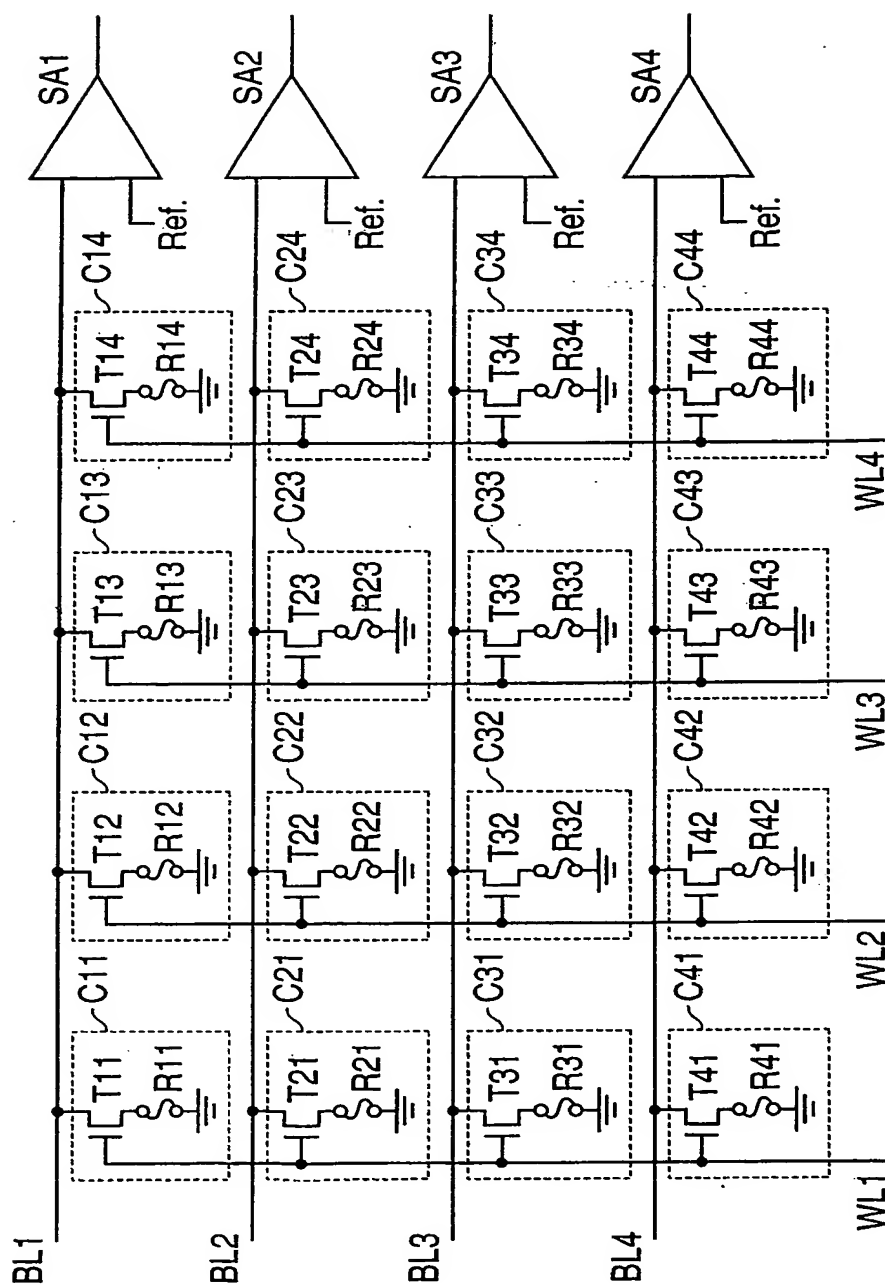 SA1
SA2
SA3
SA4
Ref.
Ref.
Ref.
Ref.
C14
T14
R14
C24
T24
R24
C34
T34
R34
C44
T44
R44
WL4
C13
T13
R13
C23
T23
R23
C33
T33
R33
C43
T43
R43
WL3
C12
T12
R12
C22
T22
R22
C32
T32
R32
C42
T42
R42
WL2
C11
T11
R11
C21
T21
R21
C31
T31
R31
C41
T41
R41
WL1
BL1
BL2
BL3
BL4